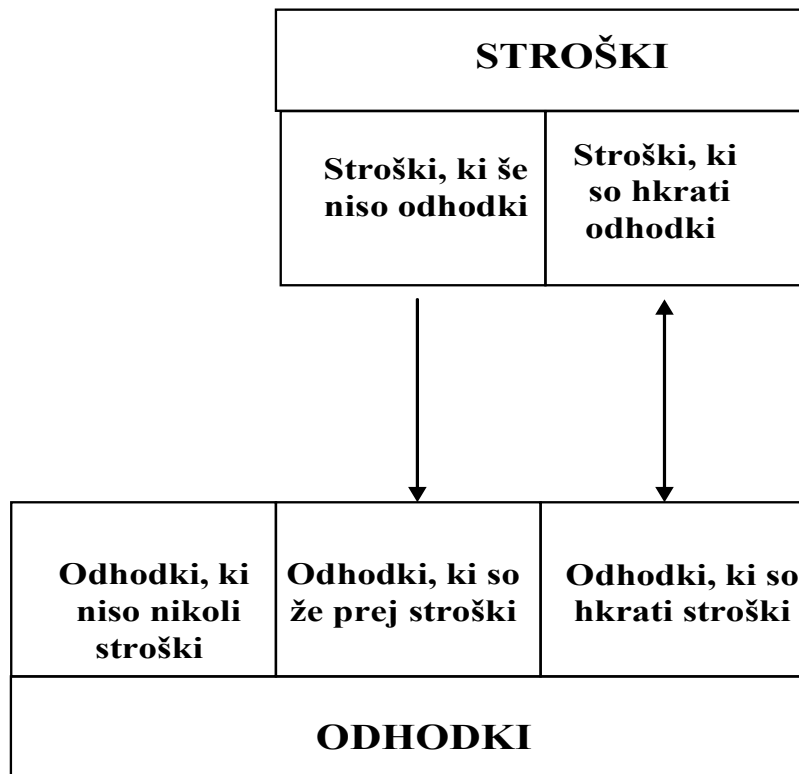 STROŠKI
Stroški, ki še
niso odhodki
Stroški, ki
so hkrati
odhodki
Odhodki, ki
niso nikoli
stroški
Odhodki, ki so
že prej stroški
Odhodki, ki so
hkrati stroški
ODHODKI